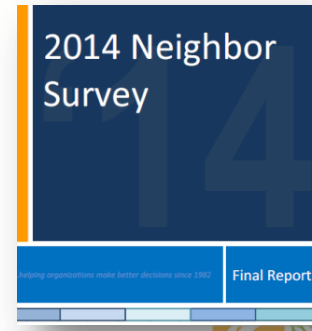 2014 Neighbor
Survey
'14
helping organizations make better decisions since 1982
Final Report